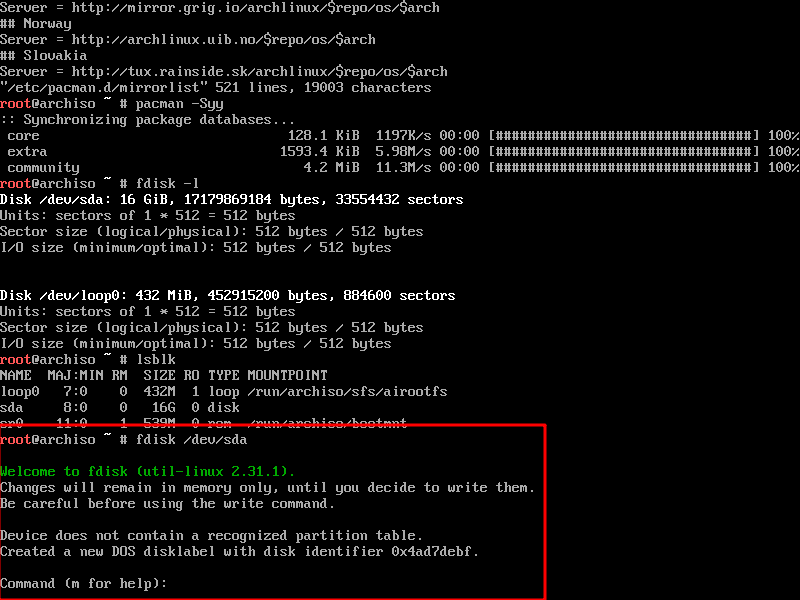 Server = http://mirror.grig.io/archlinux/$repo/os/$arch
## Norway
Server = http://archlinux.uib.no/$repo/os/$arch
## Slovakia
Server = http://tux.rainside.sk/archlinux/$repo/os/$arch
"/etc/pacman.d/mirrorlist" 521 lines, 19003 characters
root@archiso ~ # pacman -Syy
:: Synchronizing package databases...
 core 128.1 KiB 1197K/s 00:00 [################################] 100%
 extra 1593.4 KiB 5.98M/s 00:00 [################################] 100%
 community 4.2 MiB 11.3M/s 00:00 [################################] 100%
root@archiso ~ # fdisk -l
Disk /dev/sda: 16 GiB, 17179869184 bytes, 33554432 sectors
Units: sectors of 1 * 512 = 512 bytes
Sector size (logical/physical): 512 bytes / 512 bytes
I/O size (minimum/optimal): 512 bytes / 512 bytes
Disk /dev/loop0: 432 MiB, 452915200 bytes, 884600 sectors
Units: sectors of 1 * 512 = 512 bytes
Sector size (logical/physical): 512 bytes / 512 bytes
I/O size (minimum/optimal): 512 bytes / 512 bytes
root@archiso ~ # lsblk
NAME MAJ:MIN RM SIZE RO TYPE MOUNTPOINT
loop0 7:0 0 432M 1 loop /run/archiso/sfs/airootfs
sda 8:0 0 16G 0 disk
sr0 11:0 1 539M 0 rom /run/archiso/bootmnt
root@archiso ~ # fdisk /dev/sda
Welcome to fdisk (util-linux 2.31.1).
Changes will remain in memory only, until you decide to write them.
Be careful before using the write command.
Device does not contain a recognized partition table.
Created a new DOS disklabel with disk identifier 0x4ad7debf.
Command (m for help):